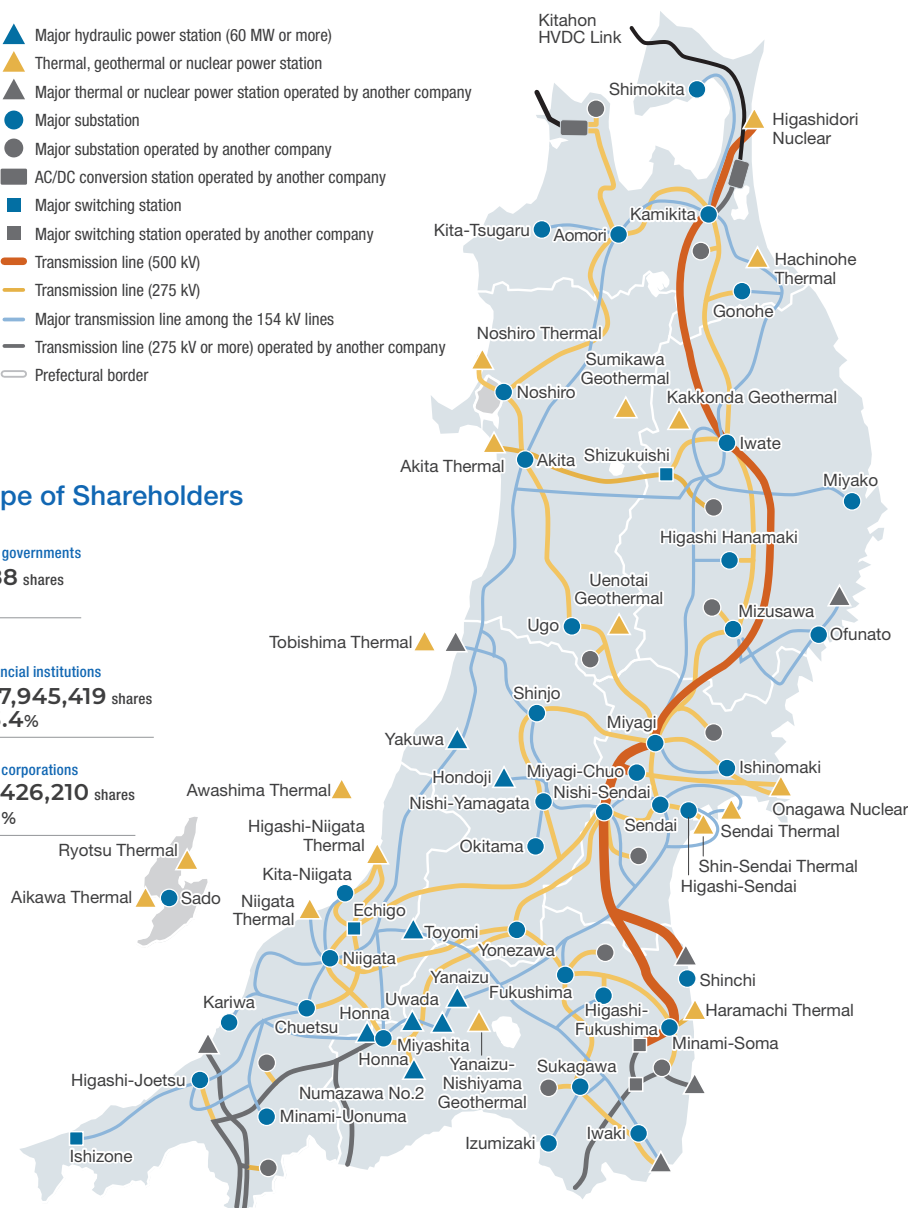 Major hydraulic power station (60 MW or more)
Thermal, geothermal or nuclear power station
Major thermal or nuclear power station operated by another company
Major substation
Major substation operated by another company
AC/DC conversion station operated by another company
Major switching station
Major switching station operated by another company
Transmission line (500 kV)
Transmission line (275 kV)
Major transmission line among the 154 kV lines
Transmission line (275 kV or more) operated by another company
Prefectural border
pe of Shareholders
governments
38 shares
ncial institutions
7,945,419 shares
.4%
corporations
426,210 shares
%
Kitahon
HVDC Link
Shimokita
Higashidori
Nuclear
Kamikita
Kita-Tsugaru
Aomori
Hachinohe
Thermal
Gonohe
Noshiro Thermal
Sumikawa
Geothermal
Noshiro
Kakkonda Geothermal
Iwate
Akita Thermal
Akita
Shizukuishi
Miyako
Higashi Hanamaki
Uenotai
Geothermal
Ugo
Mizusawa
Ofunato
Tobishima Thermal
Shinjo
Miyagi
Yakuwa
Hondoji
Miyagi-Chuo
Ishinomaki
Nishi-Sendai
Awashima Thermal
Nishi-Yamagata
Onagawa Nuclear
Sendai
Sendai Thermal
Higashi-Niigata
Thermal
Okitama
Ryotsu Thermal
Shin-Sendai Thermal
Higashi-Sendai
Kita-Niigata
Aikawa Thermal
Sado
Niigata
Thermal
Echigo
Toyomi
Yonezawa
Niigata
Shinchi
Yanaizu
Fukushima
Kariwa
Uwada
Higashi-
Fukushima
Haramachi Thermal
Chuetsu
Honna
Miyashita
Minami-Soma
Honna
Yanaizu-
Nishiyama
Geothermal
Sukagawa
Higashi-Joetsu
Numazawa No.2
Minami-Uonuma
Izumizaki
Iwaki
Ishizone